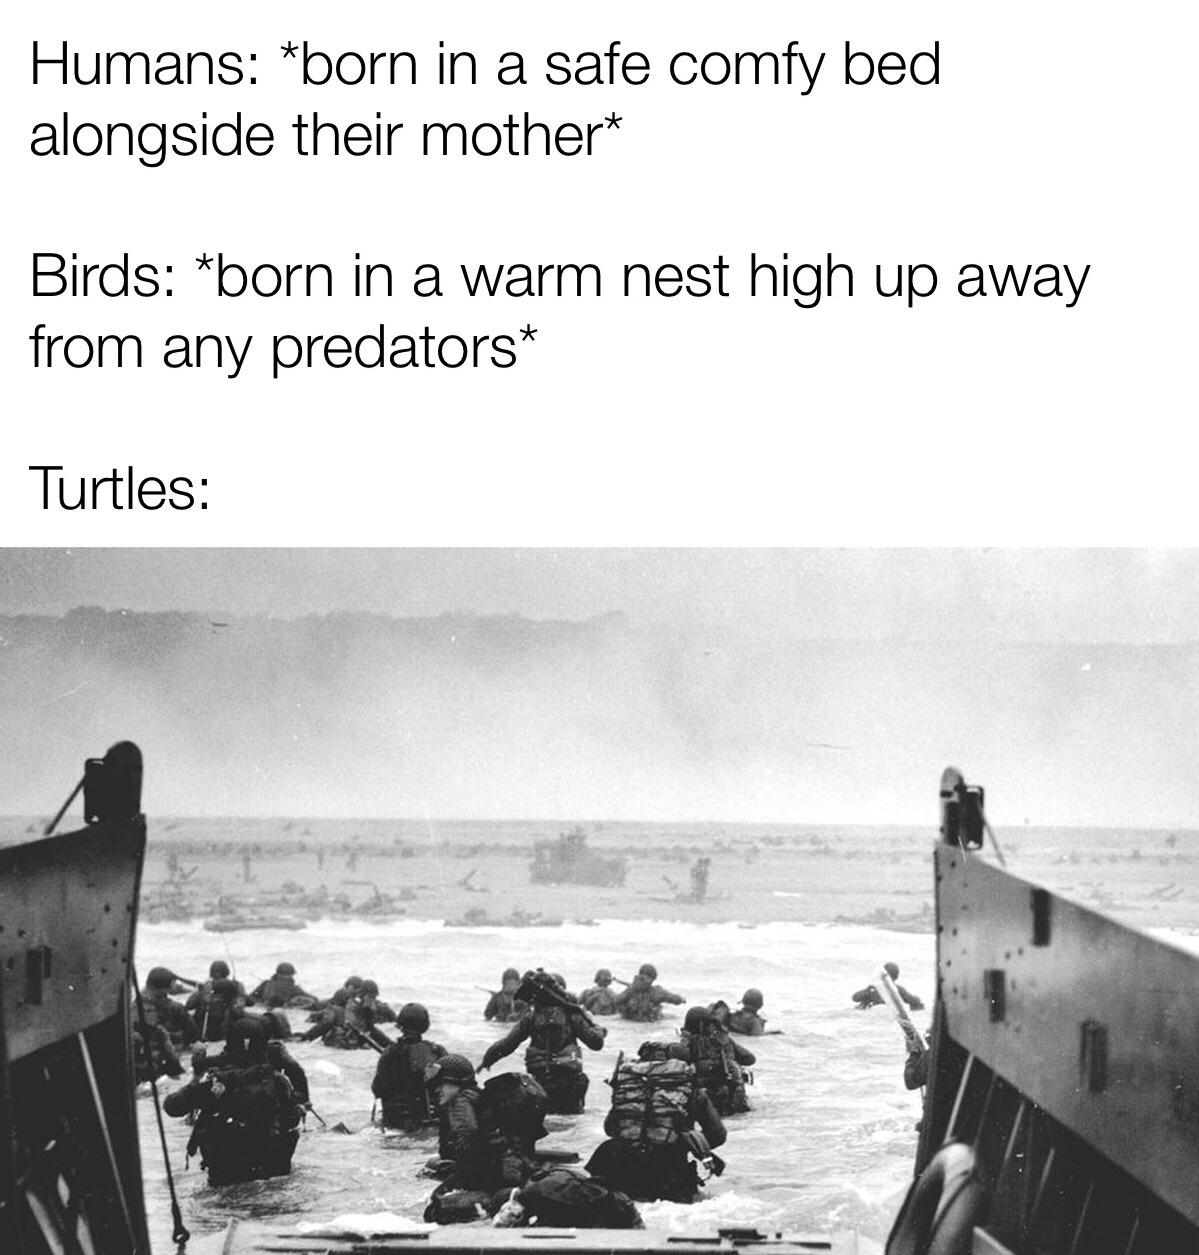 Humans: *born in a safe comfy bed
alongside their mother*
Birds: *born in a warm nest high up away
from any predators*
Turtles: